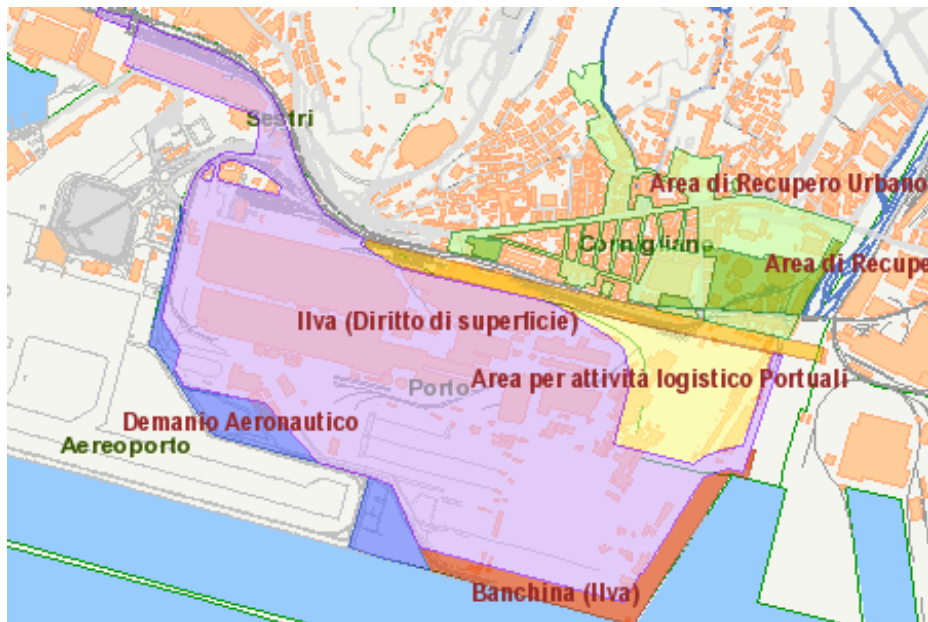 Sestri
Area di Recupero Urbano
Cornigliano
Area di Recupe
Ilva (Diritto di superficie)
Area per attività logistico Portuali
Porto
Demanio Aeronautico
Aereoporto
Banchina (Ilva)